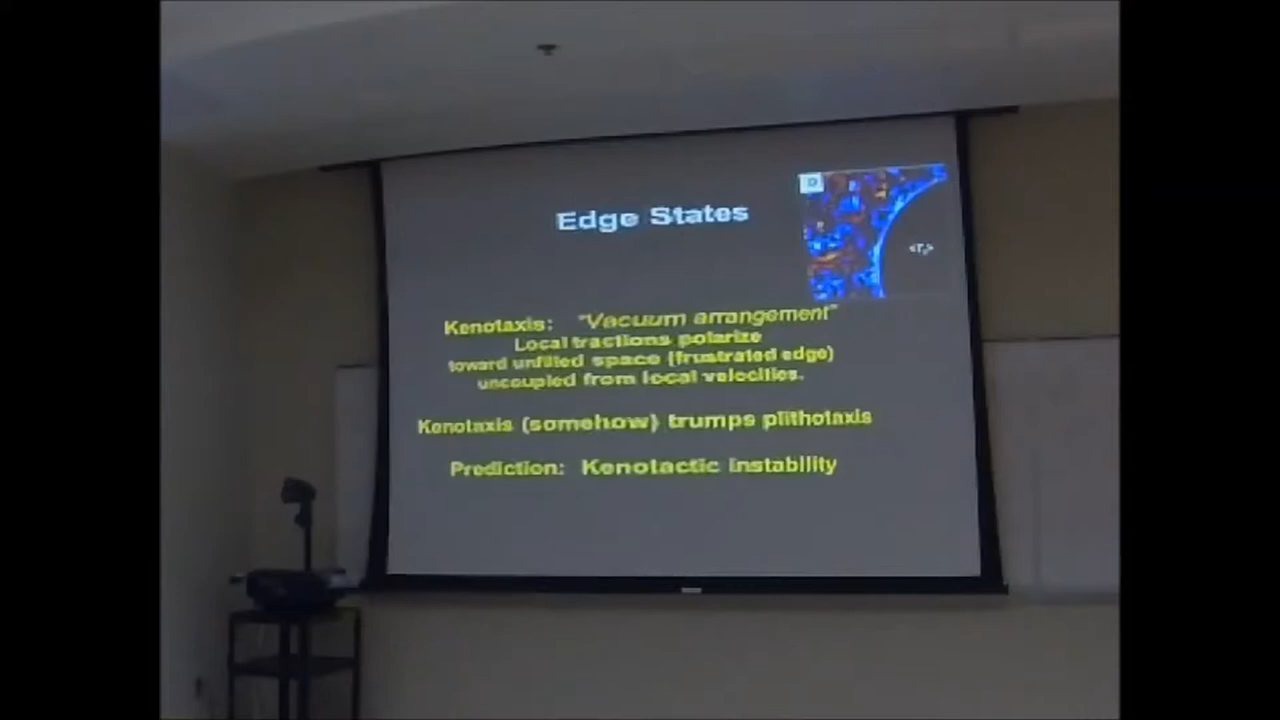 Edge States
Kenotaxis: "Vacuum arrangement"
Local tractions polarize
toward unfilled space (frustrated edge)
uncoupled from local velocities.
Kenotaxis (somehow) trumps plithotaxis
Prediction: Kenotactic instability